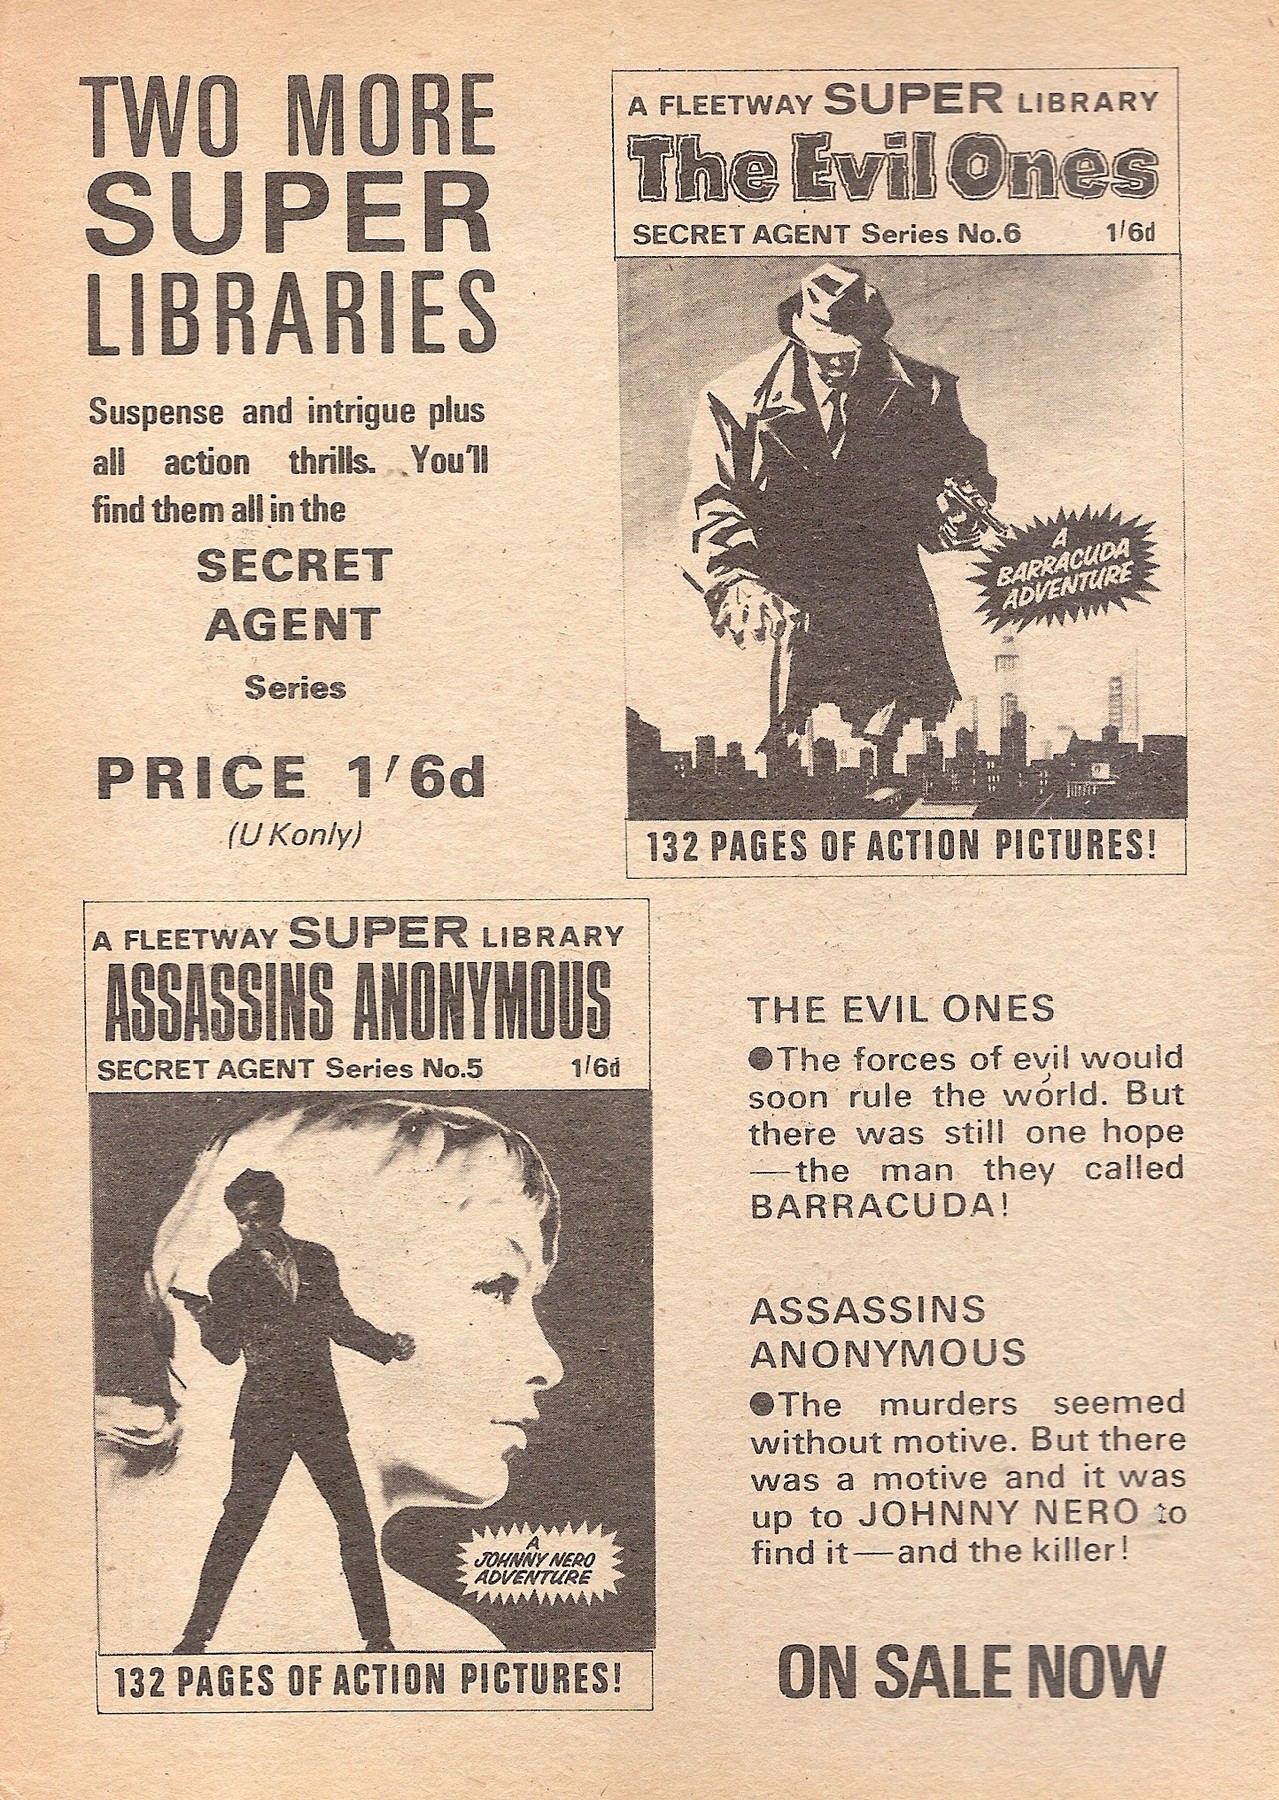 TWO MORE
SUPER
LIBRARIES
Suspense and intrigue plus
all action thrills. You'll
find them all in the
SECRET
AGENT
Series
PRICE 1/6d
(UK only)
A FLEETWAY SUPER LIBRARY
The Evil Ones
SECRET AGENT Series No.6 1/6d
A
BARRACUDA
ADVENTURE
132 PAGES OF ACTION PICTURES!
A FLEETWAY SUPER LIBRARY
ASSASSINS ANONYMOUS
SECRET AGENT Series No.5 1/6d
A
JOHNNY NERO
ADVENTURE
132 PAGES OF ACTION PICTURES!
THE EVIL ONES
●The forces of evil would
soon rule the world. But
there was still one hope
—the man they called
BARRACUDA!
ASSASSINS
ANONYMOUS
●The murders seemed
without motive. But there
was a motive and it was
up to JOHNNY NERO to
find it—and the killer!
ON SALE NOW